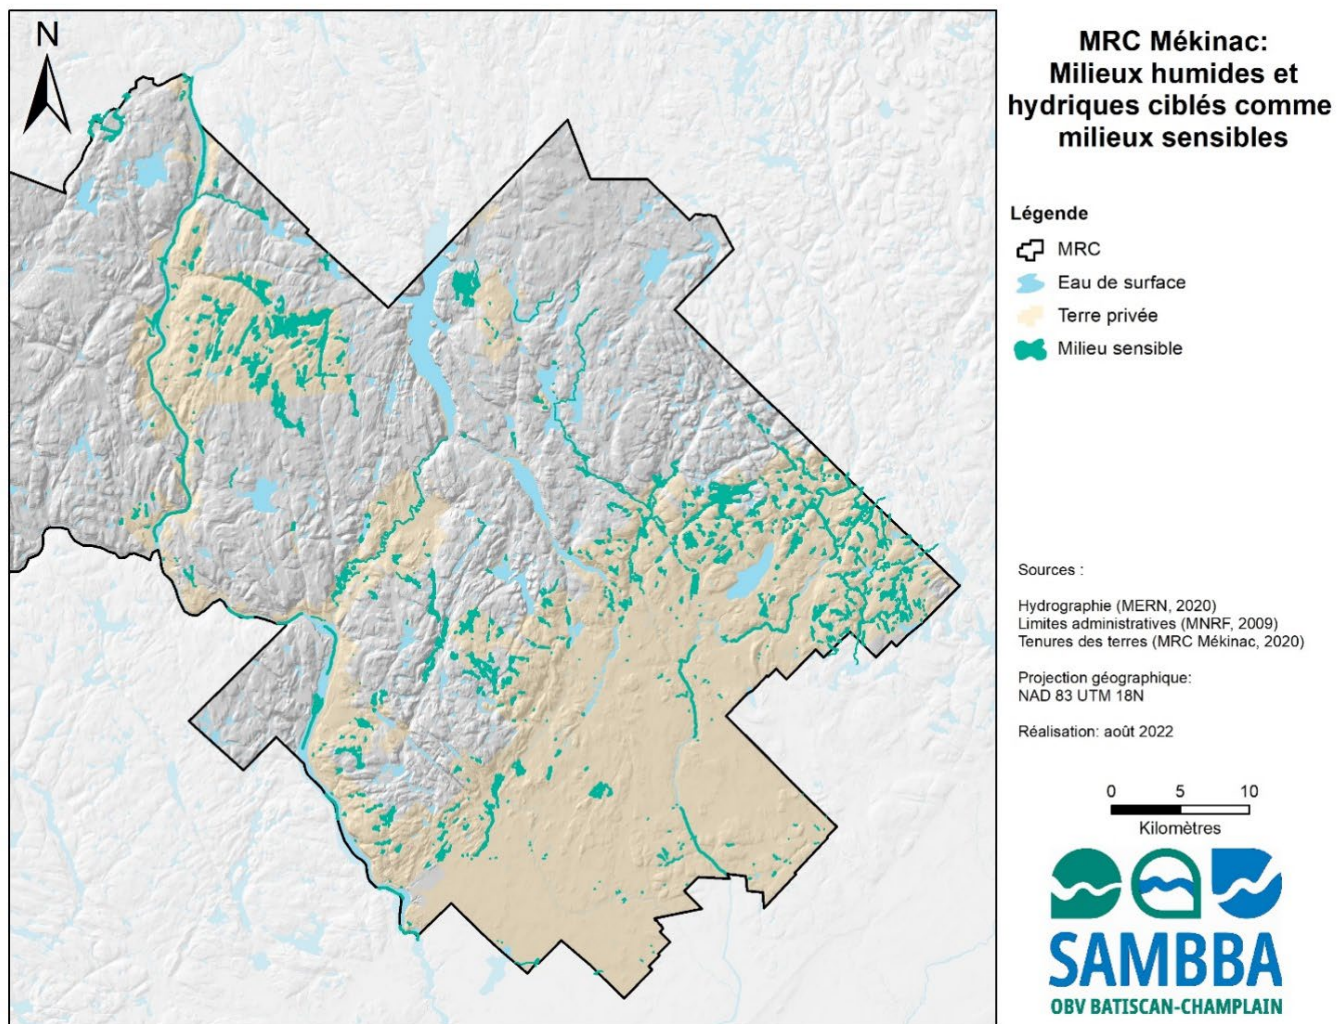 N
MRC Mékinac:
Milieux humides et
hydriques ciblés comme
milieux sensibles
Légende
MRC
Eau de surface
Terre privée
Milieu sensible
Sources :
Hydrographie (MERN, 2020)
Limites administratives (MNRF, 2009)
Tenures des terres (MRC Mékinac, 2020)
Projection géographique:
NAD 83 UTM 18N
Réalisation: août 2022
0 5 10
Kilomètres
SAMBBA
OBV BATISCAN-CHAMPLAIN